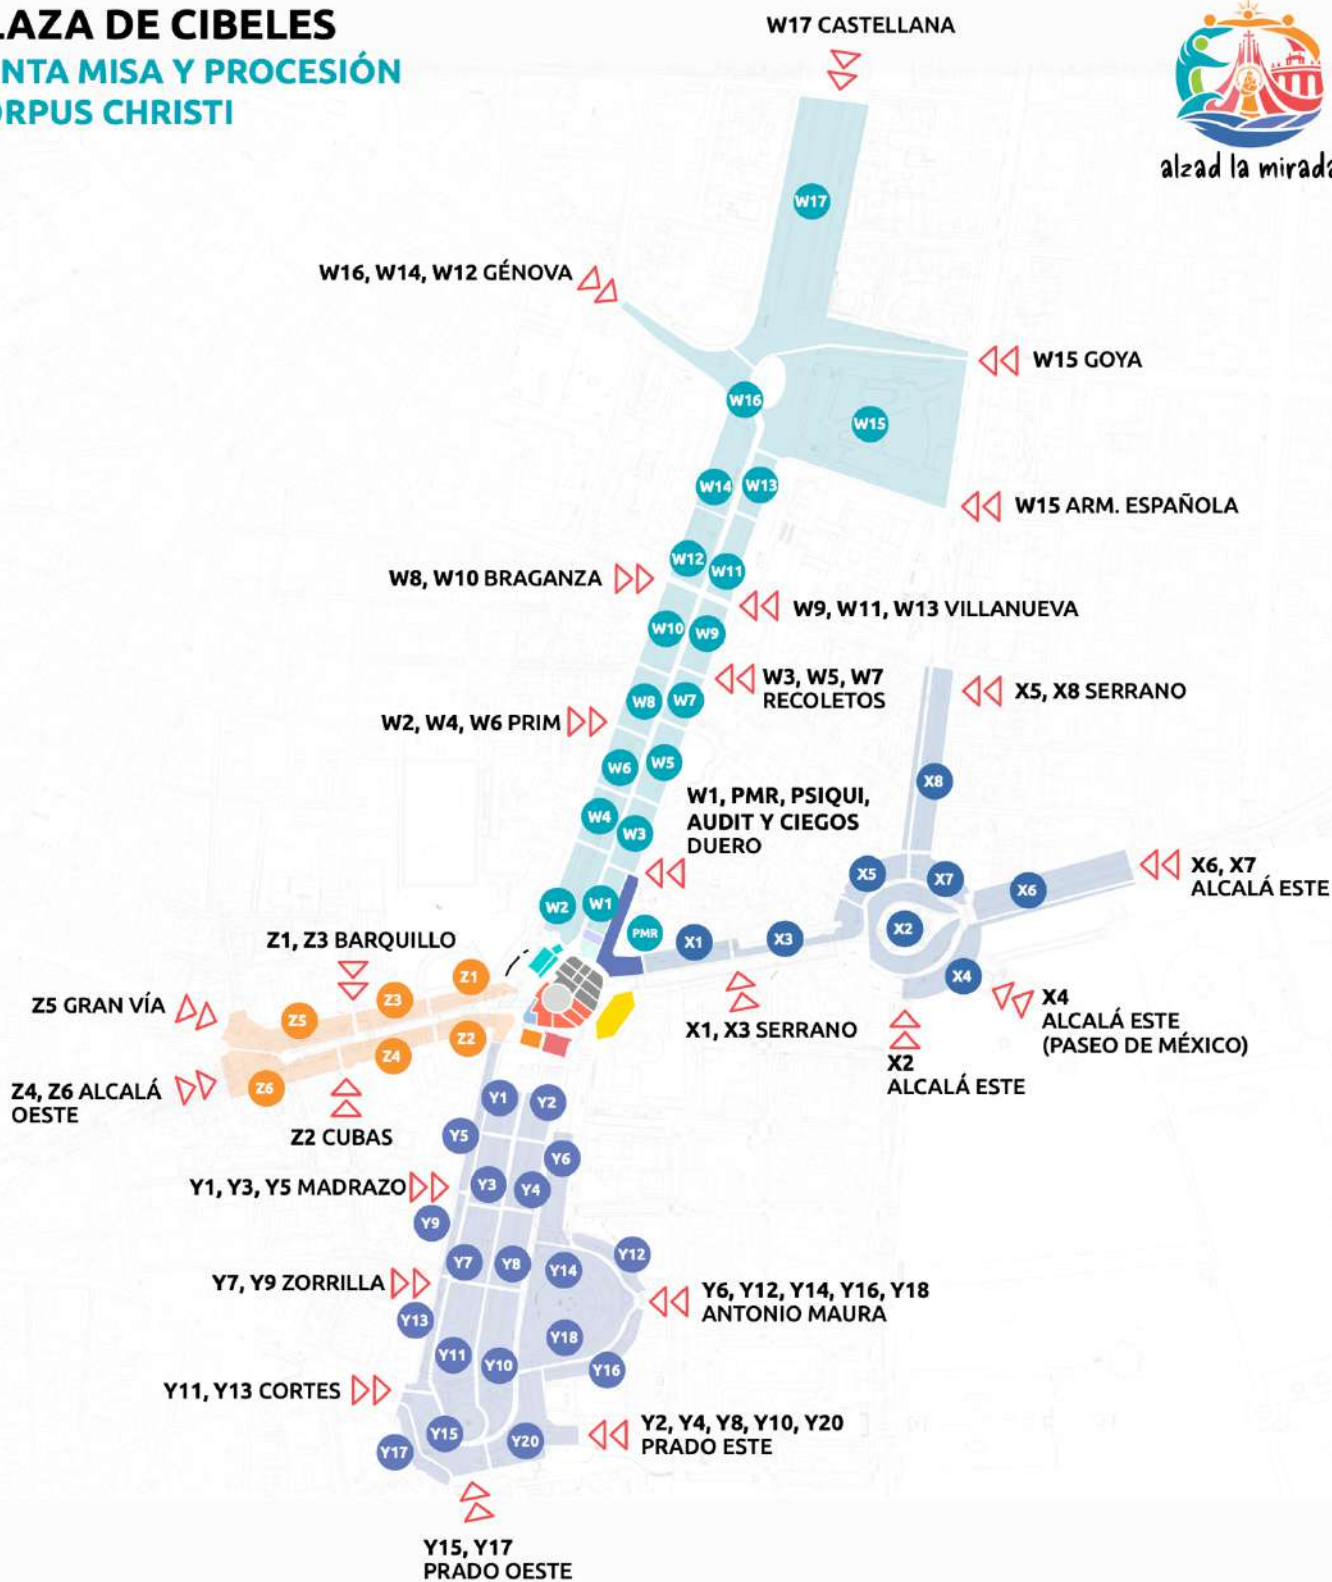 LAZA DE CIBELES
NTA MISA Y PROCESIÓN
ORPUS CHRISTI
W17 CASTELLANA
alzad la mirada
W17
W16, W14, W12 GÉNOVA
W15 GOYA
W16
W15
W14
W13
W15 ARM. ESPAÑOLA
W12
W11
W8, W10 BRAGANZA
W9, W11, W13 VILLANUEVA
W10
W9
W3, W5, W7
RECOLETOS
X5, X8 SERRANO
W8
W7
W2, W4, W6 PRIM
W6
W5
X8
W1, PMR, PSIQUI,
AUDIT Y CIEGOS
DUERO
W4
W3
X6, X7
ALCALÁ ESTE
X5
X7
X6
W2
W1
PMR
X1
X3
X2
Z1, Z3 BARQUILLO
Z1
X4
Z5 GRAN VÍA
Z3
Z5
X4
ALCALÁ ESTE
(PASEO DE MÉXICO)
X1, X3 SERRANO
Z2
Z4
X2
ALCALÁ ESTE
Z4, Z6 ALCALÁ
OESTE
Z6
Y1
Y2
Z2 CUBAS
Y5
Y6
Y1, Y3, Y5 MADRAZO
Y3
Y4
Y9
Y12
Y7
Y8
Y14
Y7, Y9 ZORRILLA
Y6, Y12, Y14, Y16, Y18
ANTONIO MAURA
Y13
Y18
Y11
Y10
Y16
Y11, Y13 CORTES
Y2, Y4, Y8, Y10, Y20
PRADO ESTE
Y15
Y20
Y17
Y15, Y17
PRADO OESTE